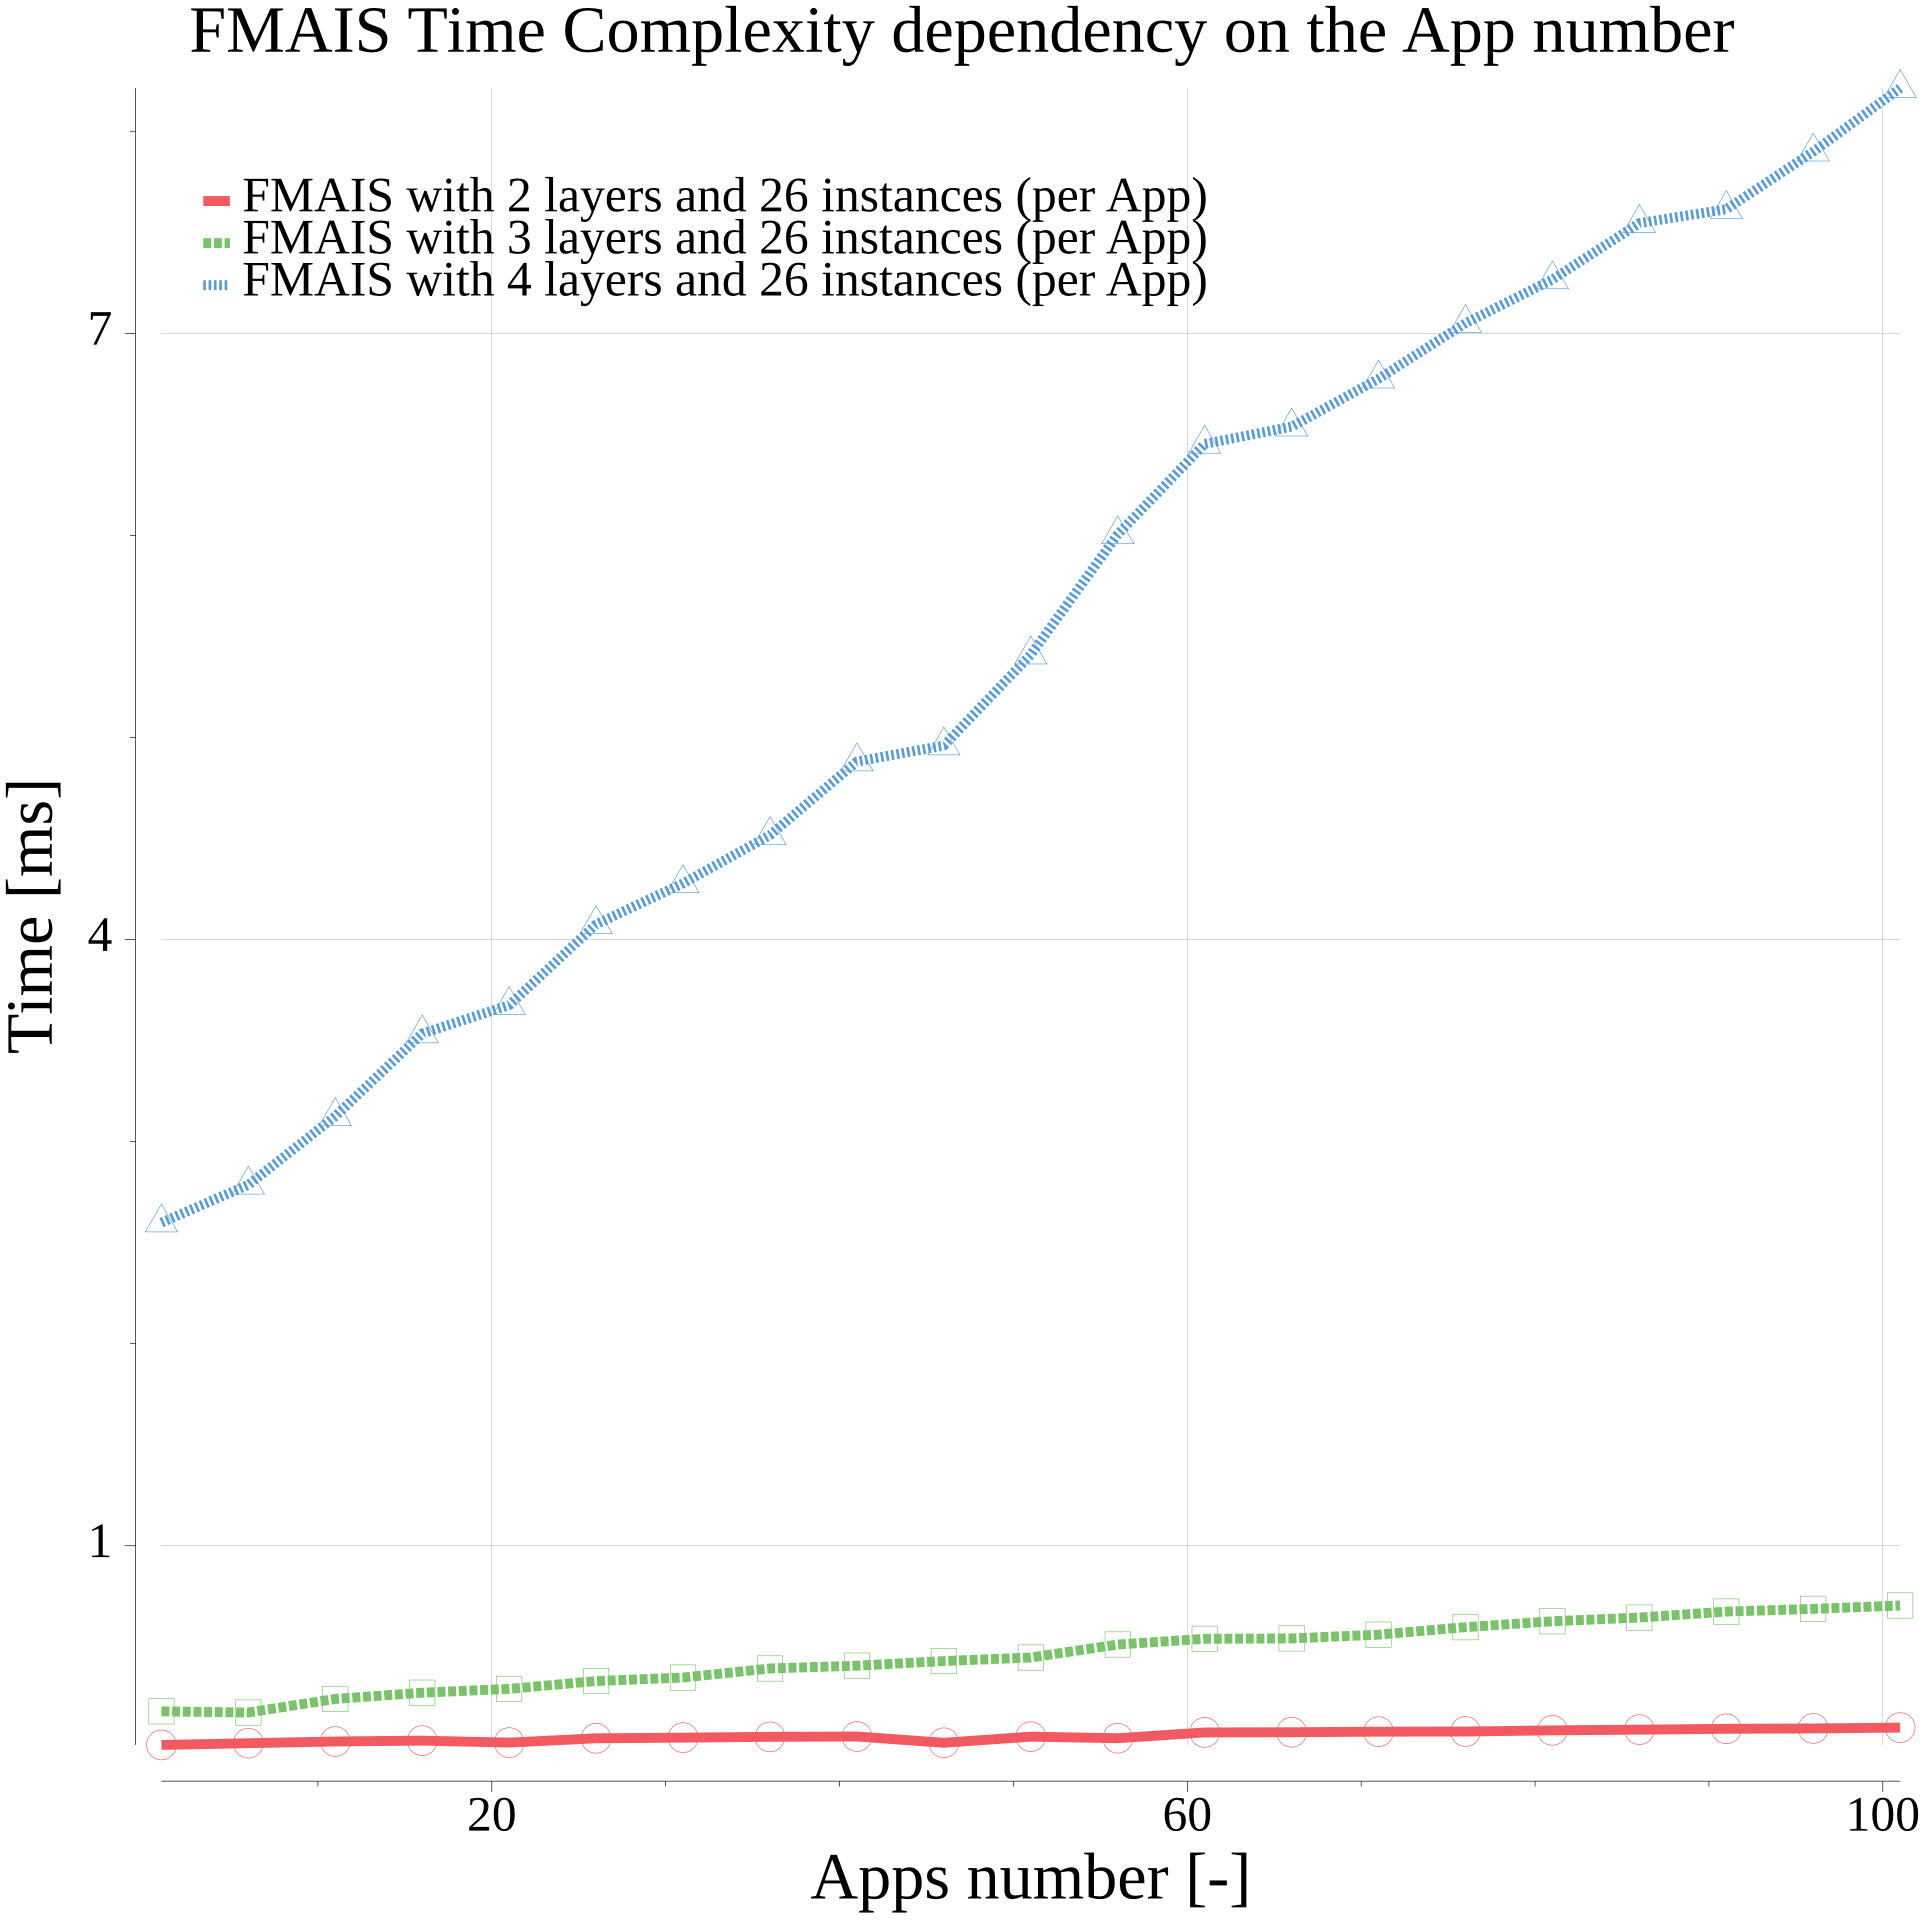 FMAIS Time Complexity dependency on the App number
FMAIS with 2 layers and 26 instances (per App)
FMAIS with 3 layers and 26 instances (per App)
FMAIS with 4 layers and 26 instances (per App)
7
4
1
Time [ms]
20
60
100
Apps number [-]